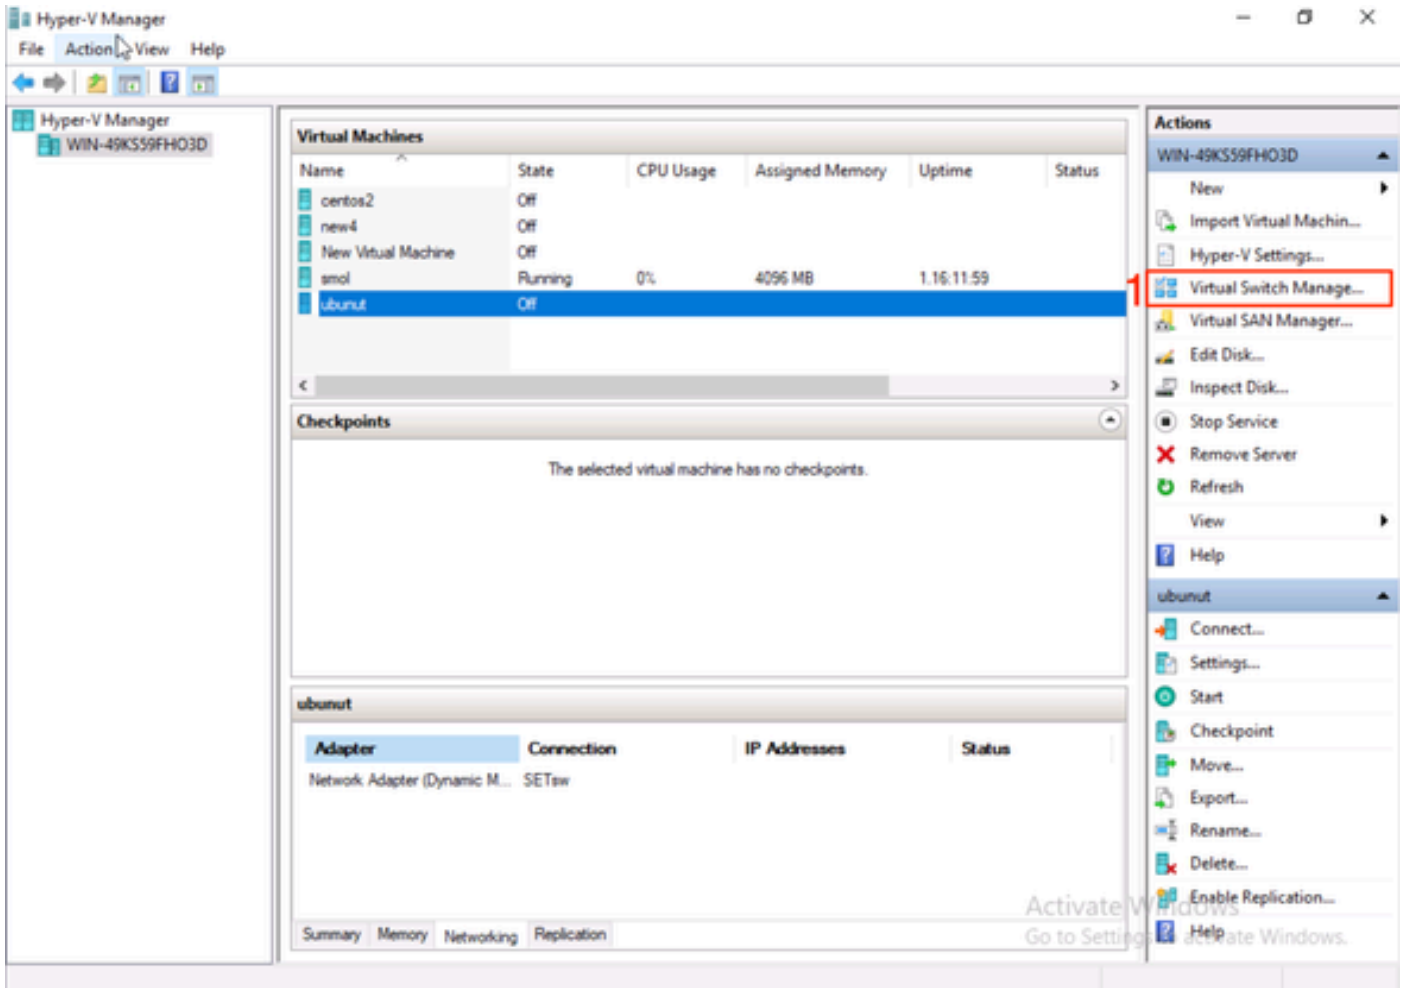 Hyper-V Manager
File Action View Help
Hyper-V Manager
WIN-49KS59FHO3D
Virtual Machines
Name State CPU Usage Assigned Memory Uptime Status
centos2 Off
new4 Off
New Virtual Machine Off
smol Running 0% 4096 MB 1.16:11:59
ubunut Off
Checkpoints
The selected virtual machine has no checkpoints.
ubunut
Adapter Connection IP Addresses Status
Network Adapter (Dynamic M... SETsw
Summary Memory Networking Replication
Actions
WIN-49KS59FHO3D
New
Import Virtual Machin...
Hyper-V Settings...
1 Virtual Switch Manage...
Virtual SAN Manager...
Edit Disk...
Inspect Disk...
Stop Service
Remove Server
Refresh
View
Help
ubunut
Connect...
Settings...
Start
Checkpoint
Move...
Export...
Rename...
Delete...
Enable Replication...
Help
Activate Windows
Go to Settings to activate Windows.